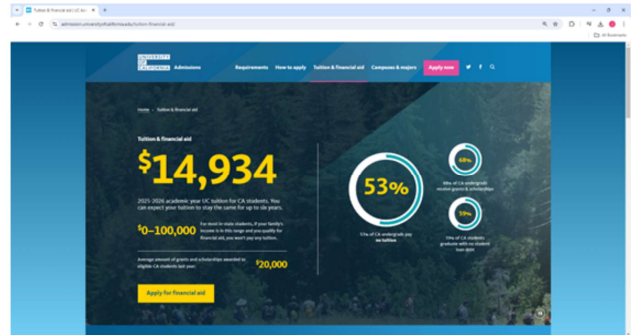 Tuition & financial aid | UC
admission.universityofcalifornia.edu/tuition-financial-aid/
All Bookmarks
UNIVERSITY
OF
CALIFORNIA
Admissions
Requirements
How to apply
Tuition & financial aid
Campuses & majors
Apply now
Home
Tuition & financial aid
Tuition & financial aid
$14,934
2025-2026 academic year UC tuition for CA students. You
can expect your tuition to stay the same for up to six years.
$0–100,000
For most in-state students, if your family's
income is in this range and you qualify for
financial aid, you won't pay any tuition.
Average amount of grants and scholarships awarded to
eligible CA students last year:
$20,000
Apply for financial aid
53%
53% of CA undergrads pay
no tuition
68%
68% of CA undergrads
receive grants & scholarships
59%
59% of CA students
graduate with no student
loan debt